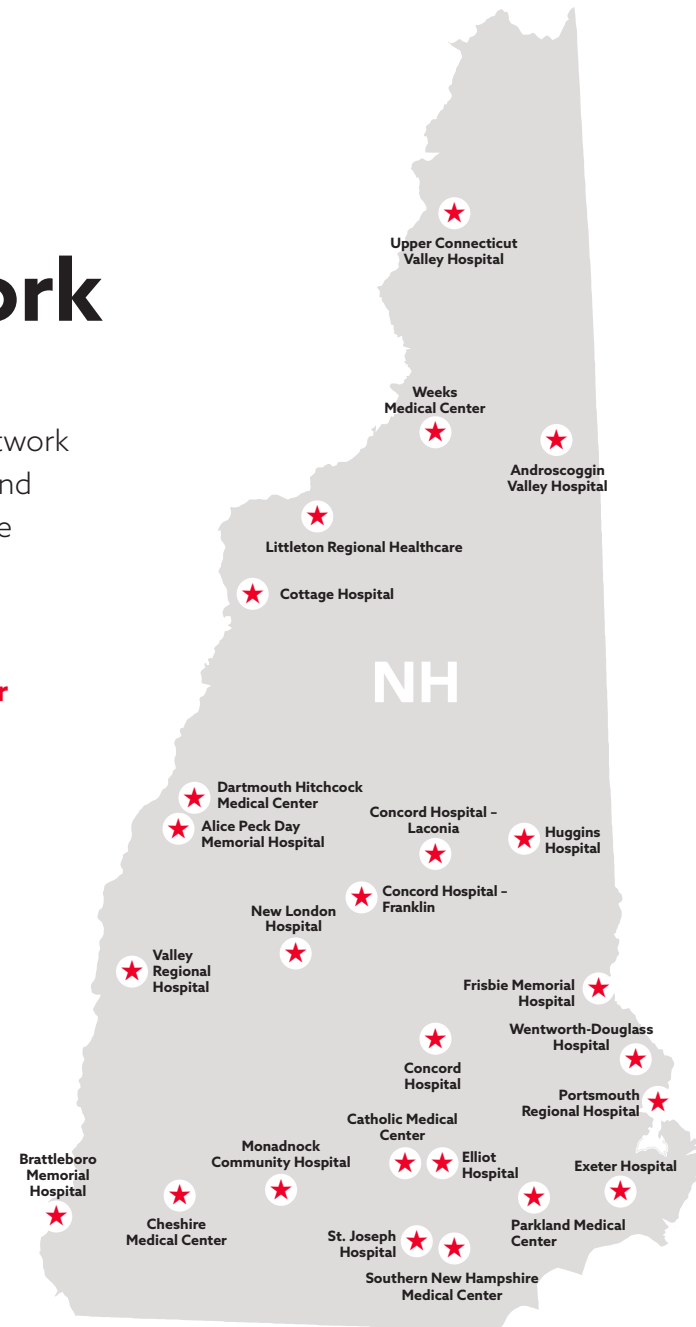 ork
twork
nd
e
r
Upper Connecticut
Valley Hospital
Weeks
Medical Center
Androscoggin
Valley Hospital
Littleton Regional Healthcare
Cottage Hospital
NH
Dartmouth Hitchcock
Medical Center
Alice Peck Day
Memorial Hospital
Concord Hospital –
Laconia
Huggins
Hospital
Concord Hospital –
Franklin
New London
Hospital
Valley
Regional
Hospital
Frisbie Memorial
Hospital
Wentworth-Douglass
Hospital
Concord
Hospital
Portsmouth
Regional Hospital
Catholic Medical
Center
Elliot
Hospital
Monadnock
Community Hospital
Exeter Hospital
Brattleboro
Memorial
Hospital
Cheshire
Medical Center
Parkland Medical
Center
St. Joseph
Hospital
Southern New Hampshire
Medical Center